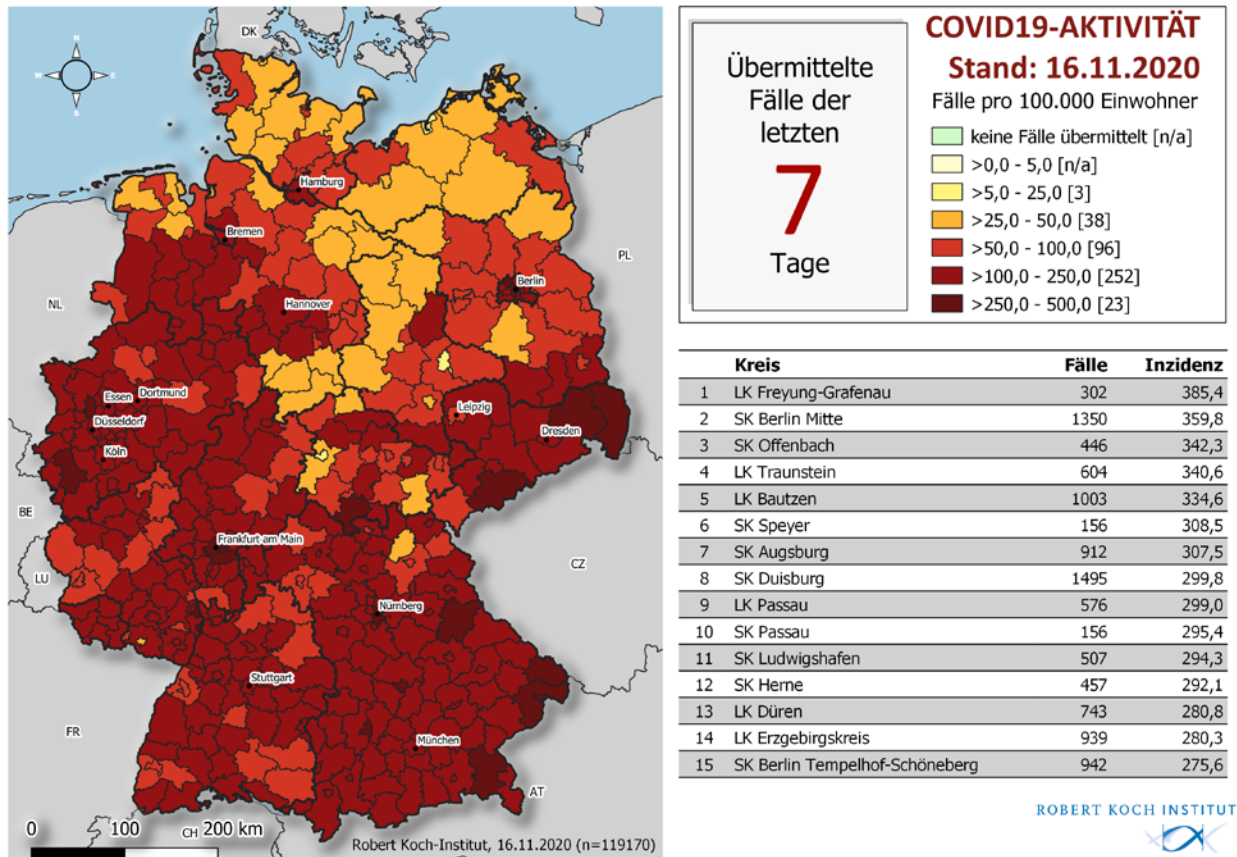 DK
N
W
E
S
Hamburg
Bremen
PL
Berlin
NL
Hannover
Essen
Dortmund
Düsseldorf
Leipzig
Dresden
Köln
BE
Frankfurt am Main
LU
CZ
Nürnberg
Stuttgart
FR
München
AT
0 100 CH 200 km
Robert Koch-Institut, 16.11.2020 (n=119170)
Übermittelte
Fälle der
letzten
7
Tage
COVID19-AKTIVITÄT
Stand: 16.11.2020
Fälle pro 100.000 Einwohner
keine Fälle übermittelt [n/a]
>0,0 - 5,0 [n/a]
>5,0 - 25,0 [3]
>25,0 - 50,0 [38]
>50,0 - 100,0 [96]
>100,0 - 250,0 [252]
>250,0 - 500,0 [23]
Kreis Fälle Inzidenz
1 LK Freyung-Grafenau 302 385,4
2 SK Berlin Mitte 1350 359,8
3 SK Offenbach 446 342,3
4 LK Traunstein 604 340,6
5 LK Bautzen 1003 334,6
6 SK Speyer 156 308,5
7 SK Augsburg 912 307,5
8 SK Duisburg 1495 299,8
9 LK Passau 576 299,0
10 SK Passau 156 295,4
11 SK Ludwigshafen 507 294,3
12 SK Herne 457 292,1
13 LK Düren 743 280,8
14 LK Erzgebirgskreis 939 280,3
15 SK Berlin Tempelhof-Schöneberg 942 275,6
ROBERT KOCH INSTITUT